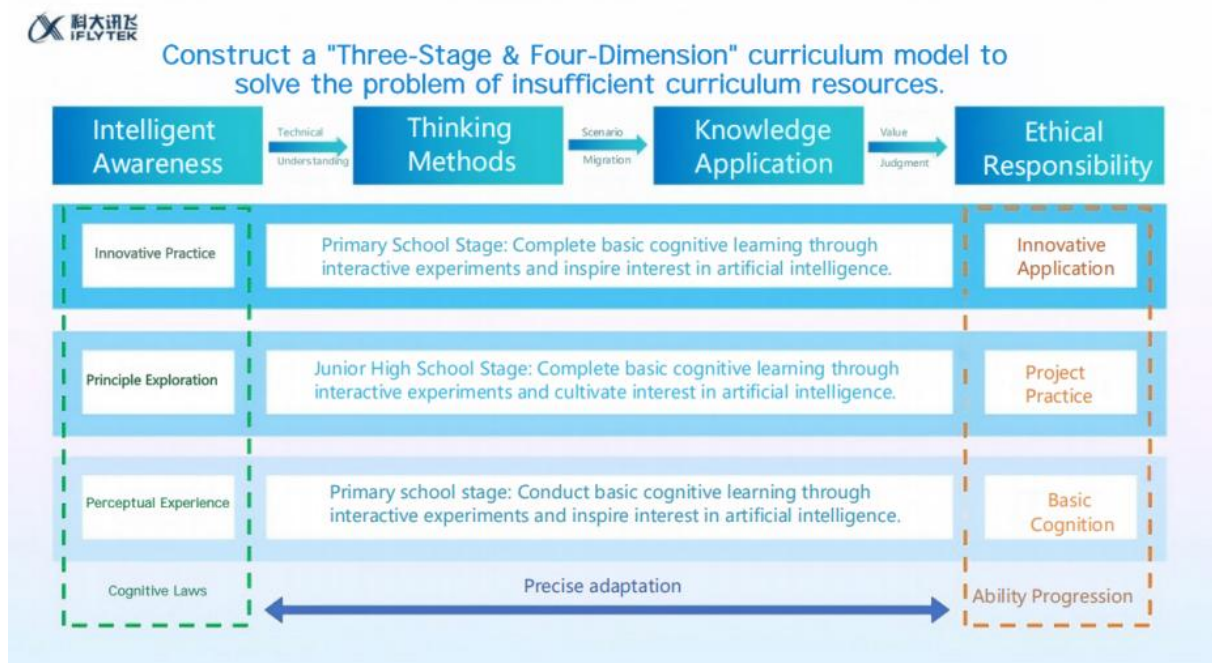 科大讯飞
iFLYTEK
Construct a "Three-Stage & Four-Dimension" curriculum model to
solve the problem of insufficient curriculum resources.
Intelligent
Awareness
Technical
Understanding
Thinking
Methods
Scenario
Migration
Knowledge
Application
Value
Judgment
Ethical
Responsibility
Innovative Practice
Primary School Stage: Complete basic cognitive learning through
interactive experiments and inspire interest in artificial intelligence.
Innovative
Application
Principle Exploration
Junior High School Stage: Complete basic cognitive learning through
interactive experiments and cultivate interest in artificial intelligence.
Project
Practice
Perceptual Experience
Primary school stage: Conduct basic cognitive learning through
interactive experiments and inspire interest in artificial intelligence.
Basic
Cognition
Cognitive Laws
Precise adaptation
Ability Progression